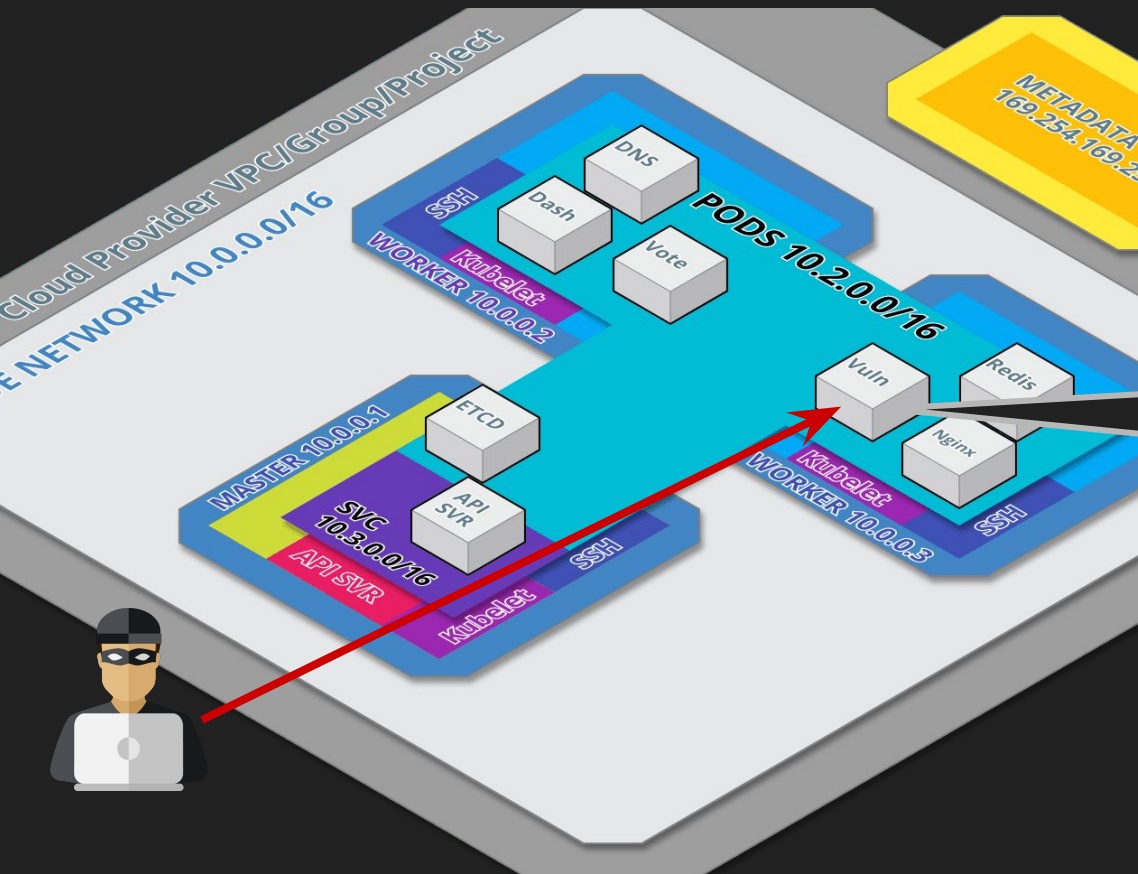 Cloud Provider VPC/Group/Project
E NETWORK 10.0.0.0/16
METADATA
169.254.169.25
DNS
Dash
Vote
SSH
Kubelet
WORKER 10.0.0.2
PODS 10.2.0.0/16
Vuln
Redis
Nginx
Kubelet
WORKER 10.0.0.3
SSH
MASTER 10.0.0.1
ETCD
API
SVR
SVC
10.3.0.0/16
API SVR
Kubelet
SSH